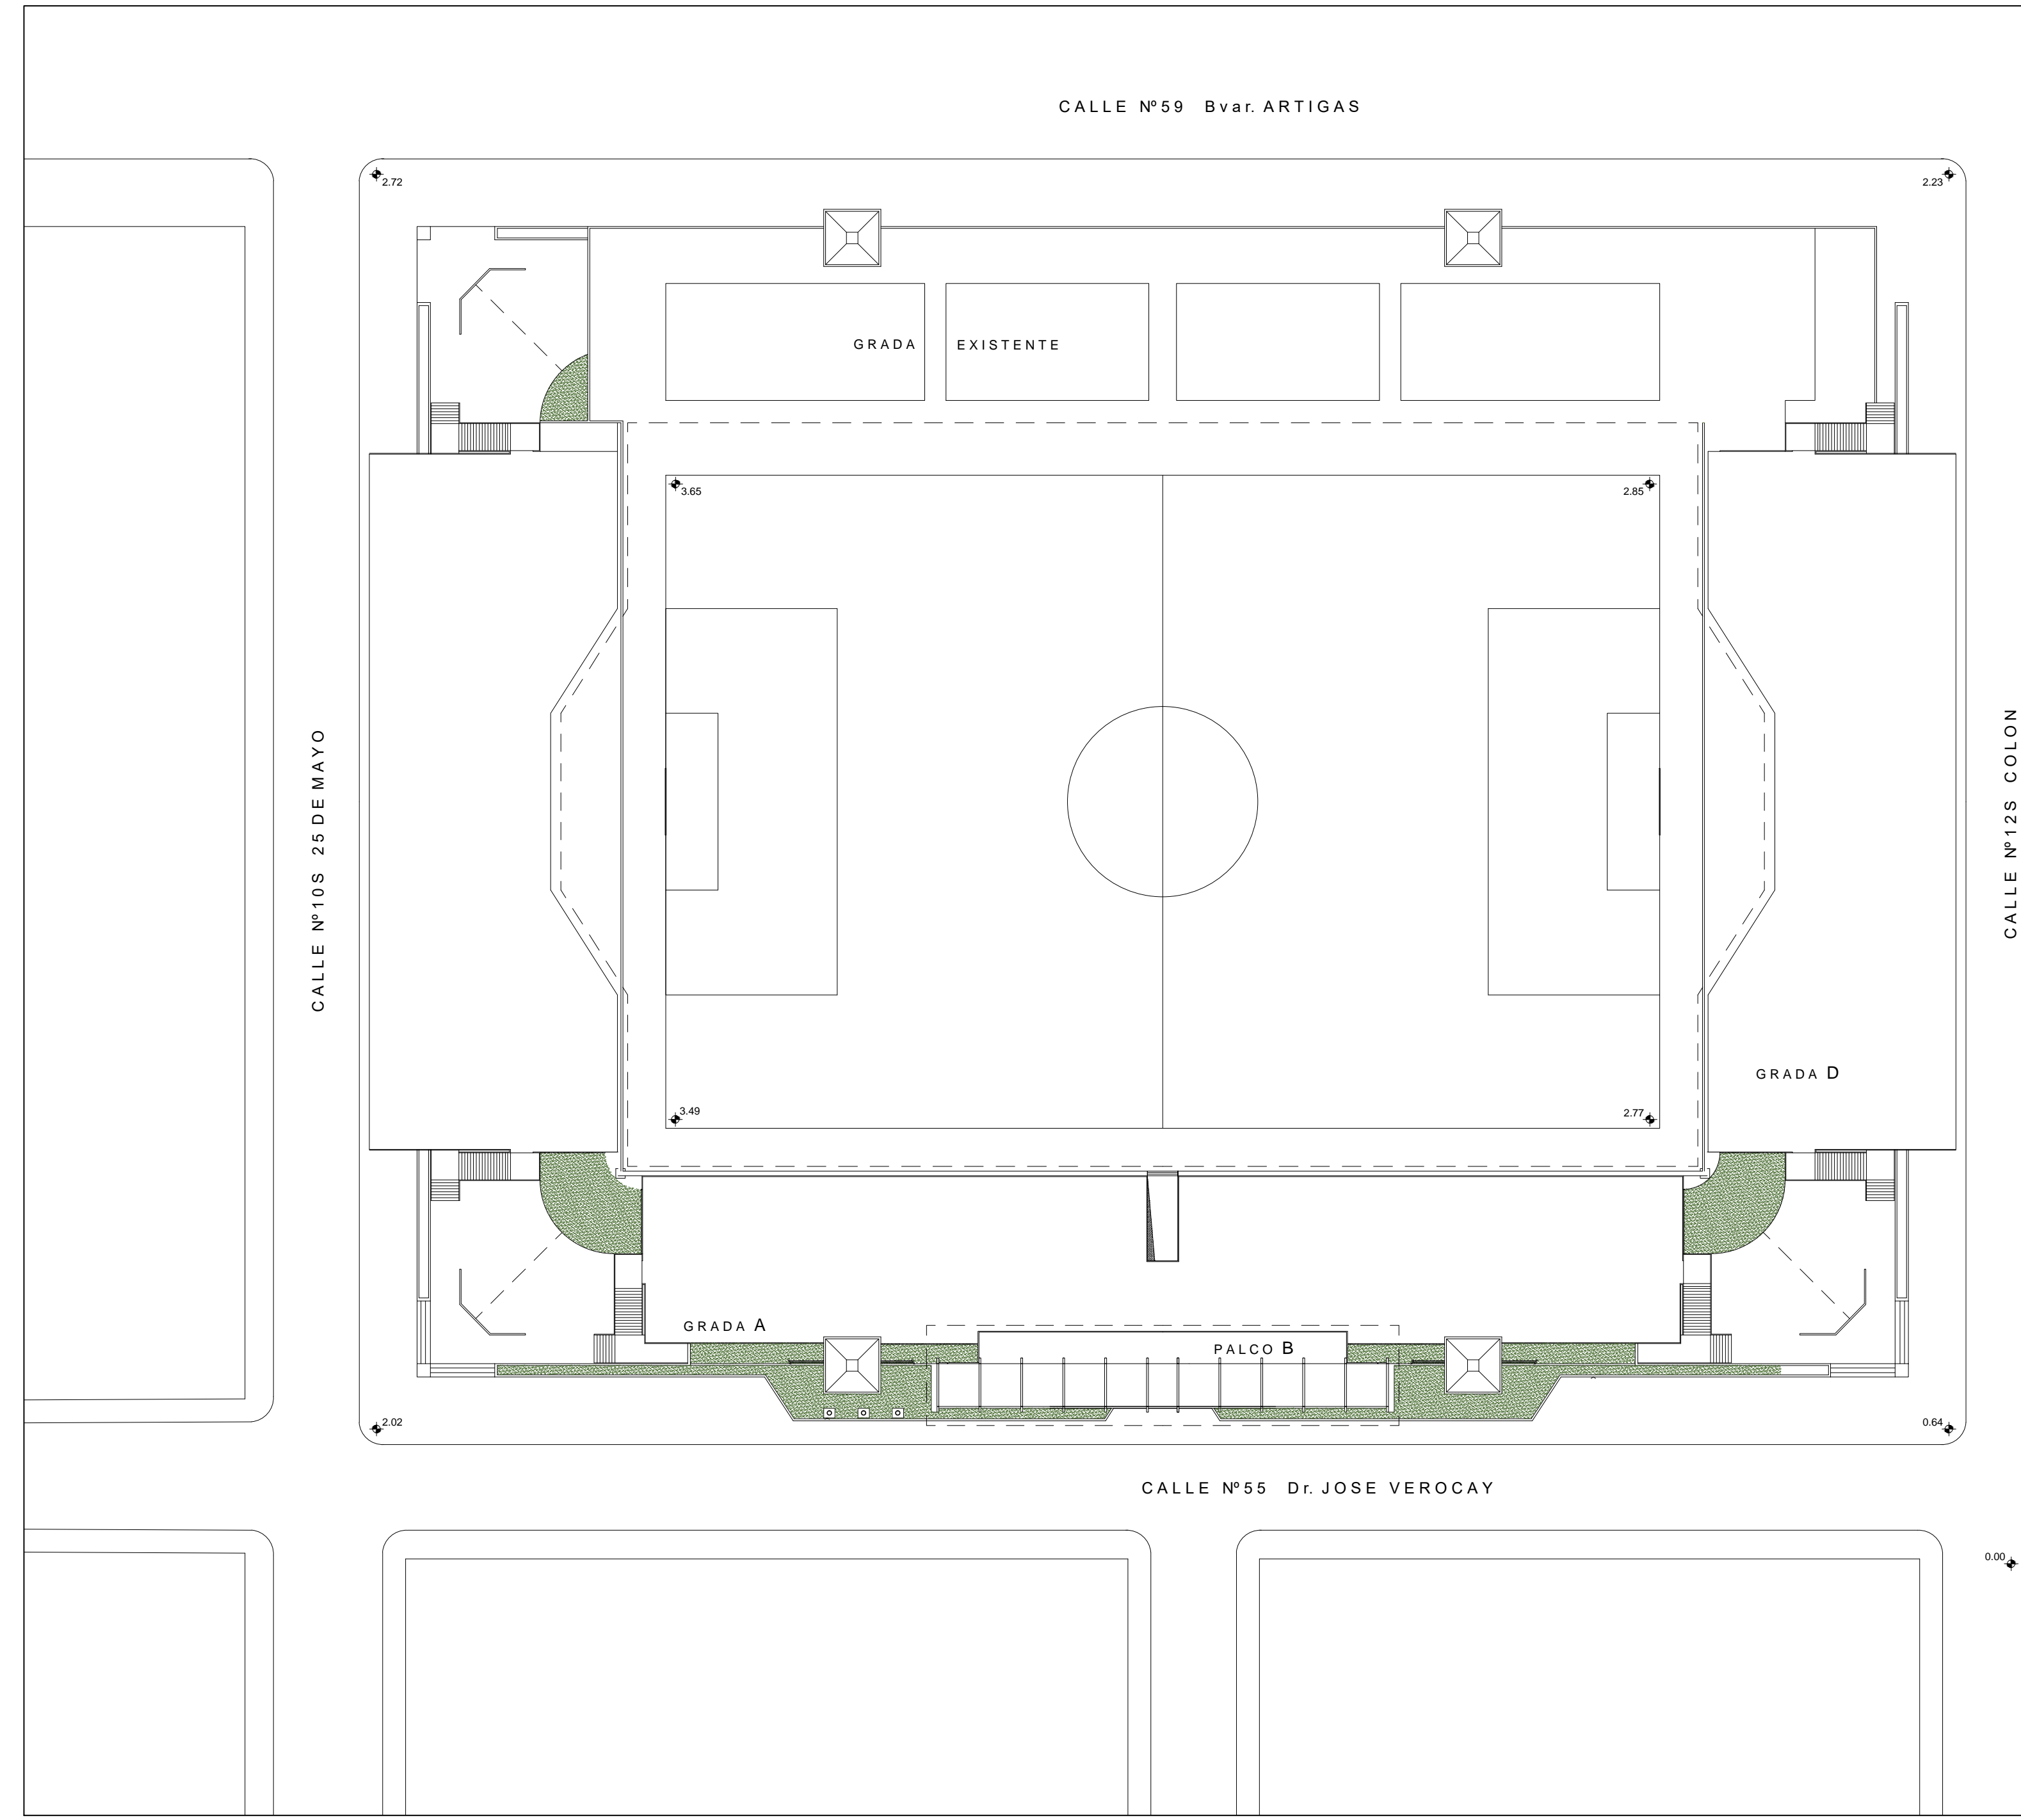 CALLE Nº59 Bvar. ARTIGAS
2.72
2.23
GRADA EXISTENTE
3.65
2.85
CALLE Nº10S 25 DE MAYO
CALLE Nº12S COLON
GRADA D
3.49
2.77
GRADA A
PALCO B
2.02
0.64
CALLE Nº55 Dr. JOSE VEROCAY
0.00